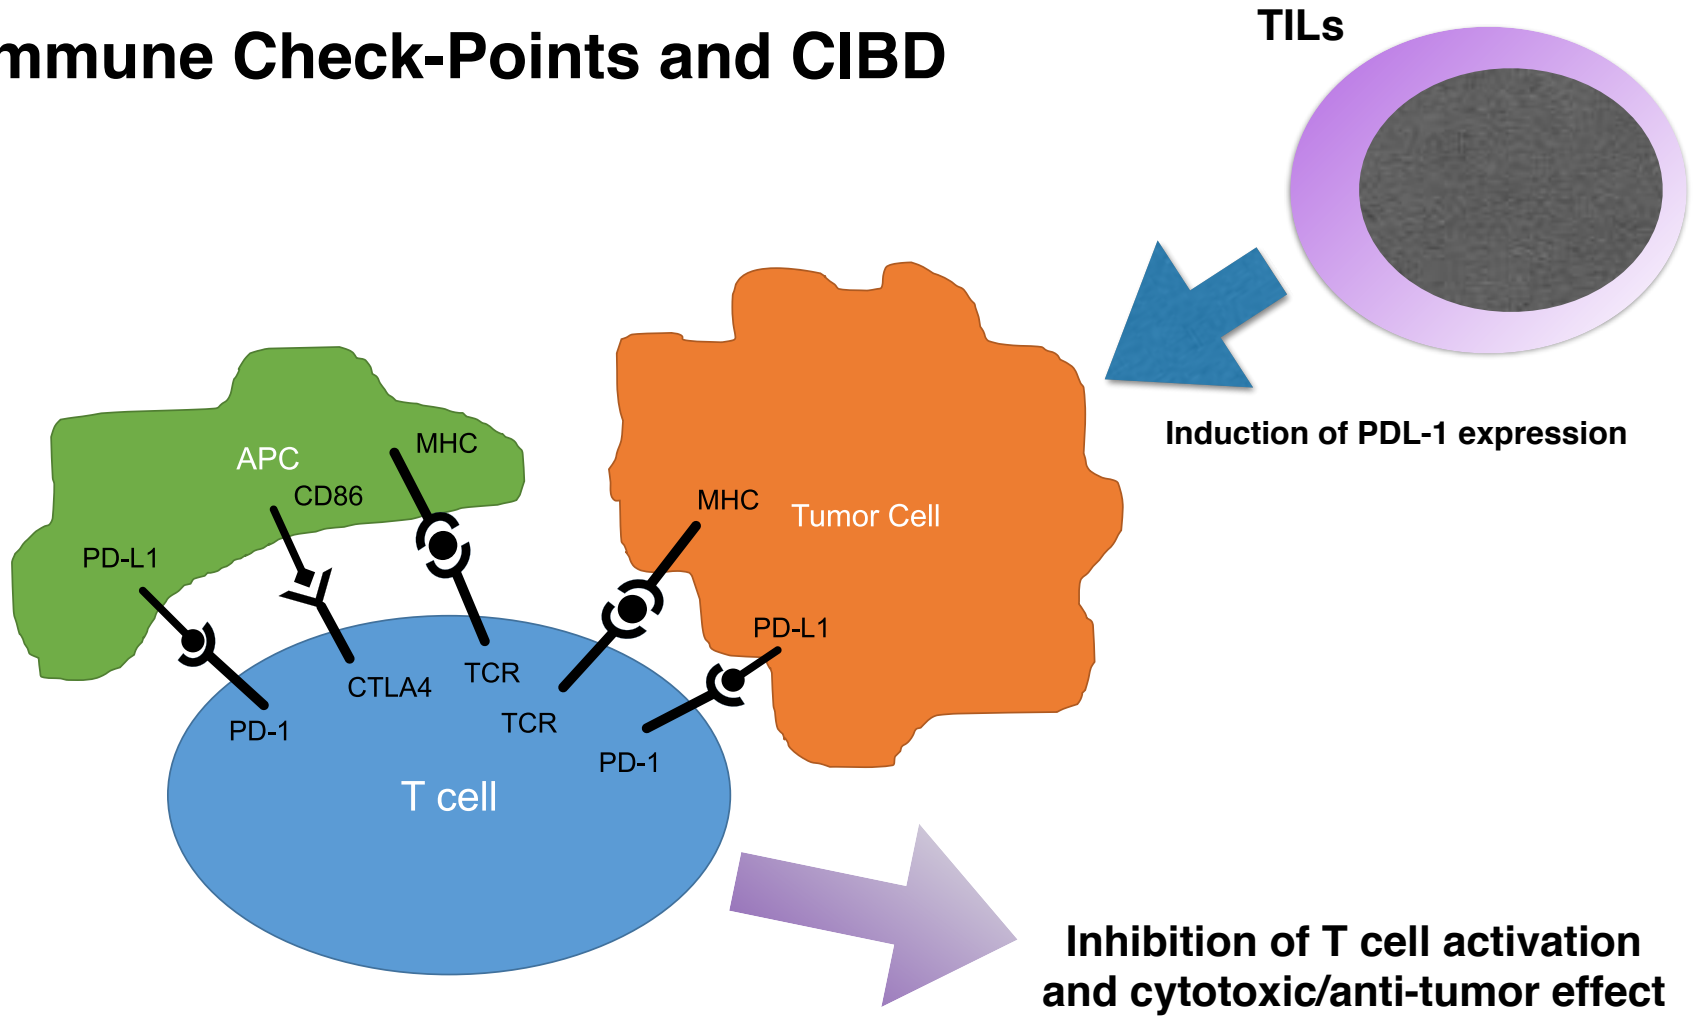 mmune Check-Points and CIBD
TILs
Induction of PDL-1 expression
APC
MHC
CD86
PD-L1
MHC
Tumor Cell
PD-L1
CTLA4
TCR
TCR
PD-1
PD-1
T cell
Inhibition of T cell activation
and cytotoxic/anti-tumor effect